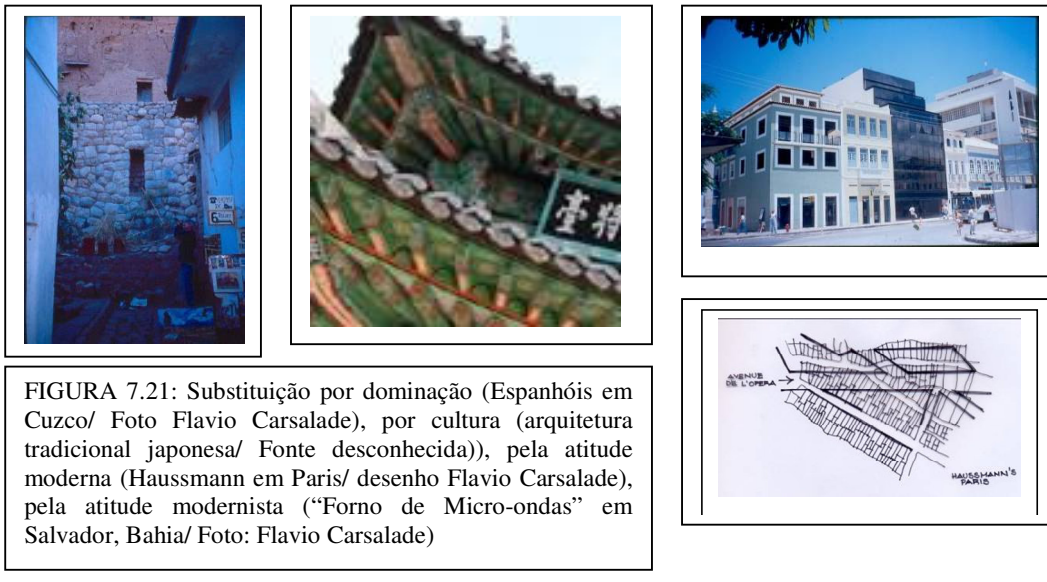 臺
FIGURA 7.21: Substituição por dominação (Espanhóis em
Cuzco/ Foto Flavio Carsalade), por cultura (arquitetura
tradicional japonesa/ Fonte desconhecida)), pela atitude
moderna (Haussmann em Paris/ desenho Flavio Carsalade),
pela atitude modernista (“Forno de Micro-ondas” em
Salvador, Bahia/ Foto: Flavio Carsalade)
AVENUE
DE L'OPERA
HAUSSMANN'S
PARIS